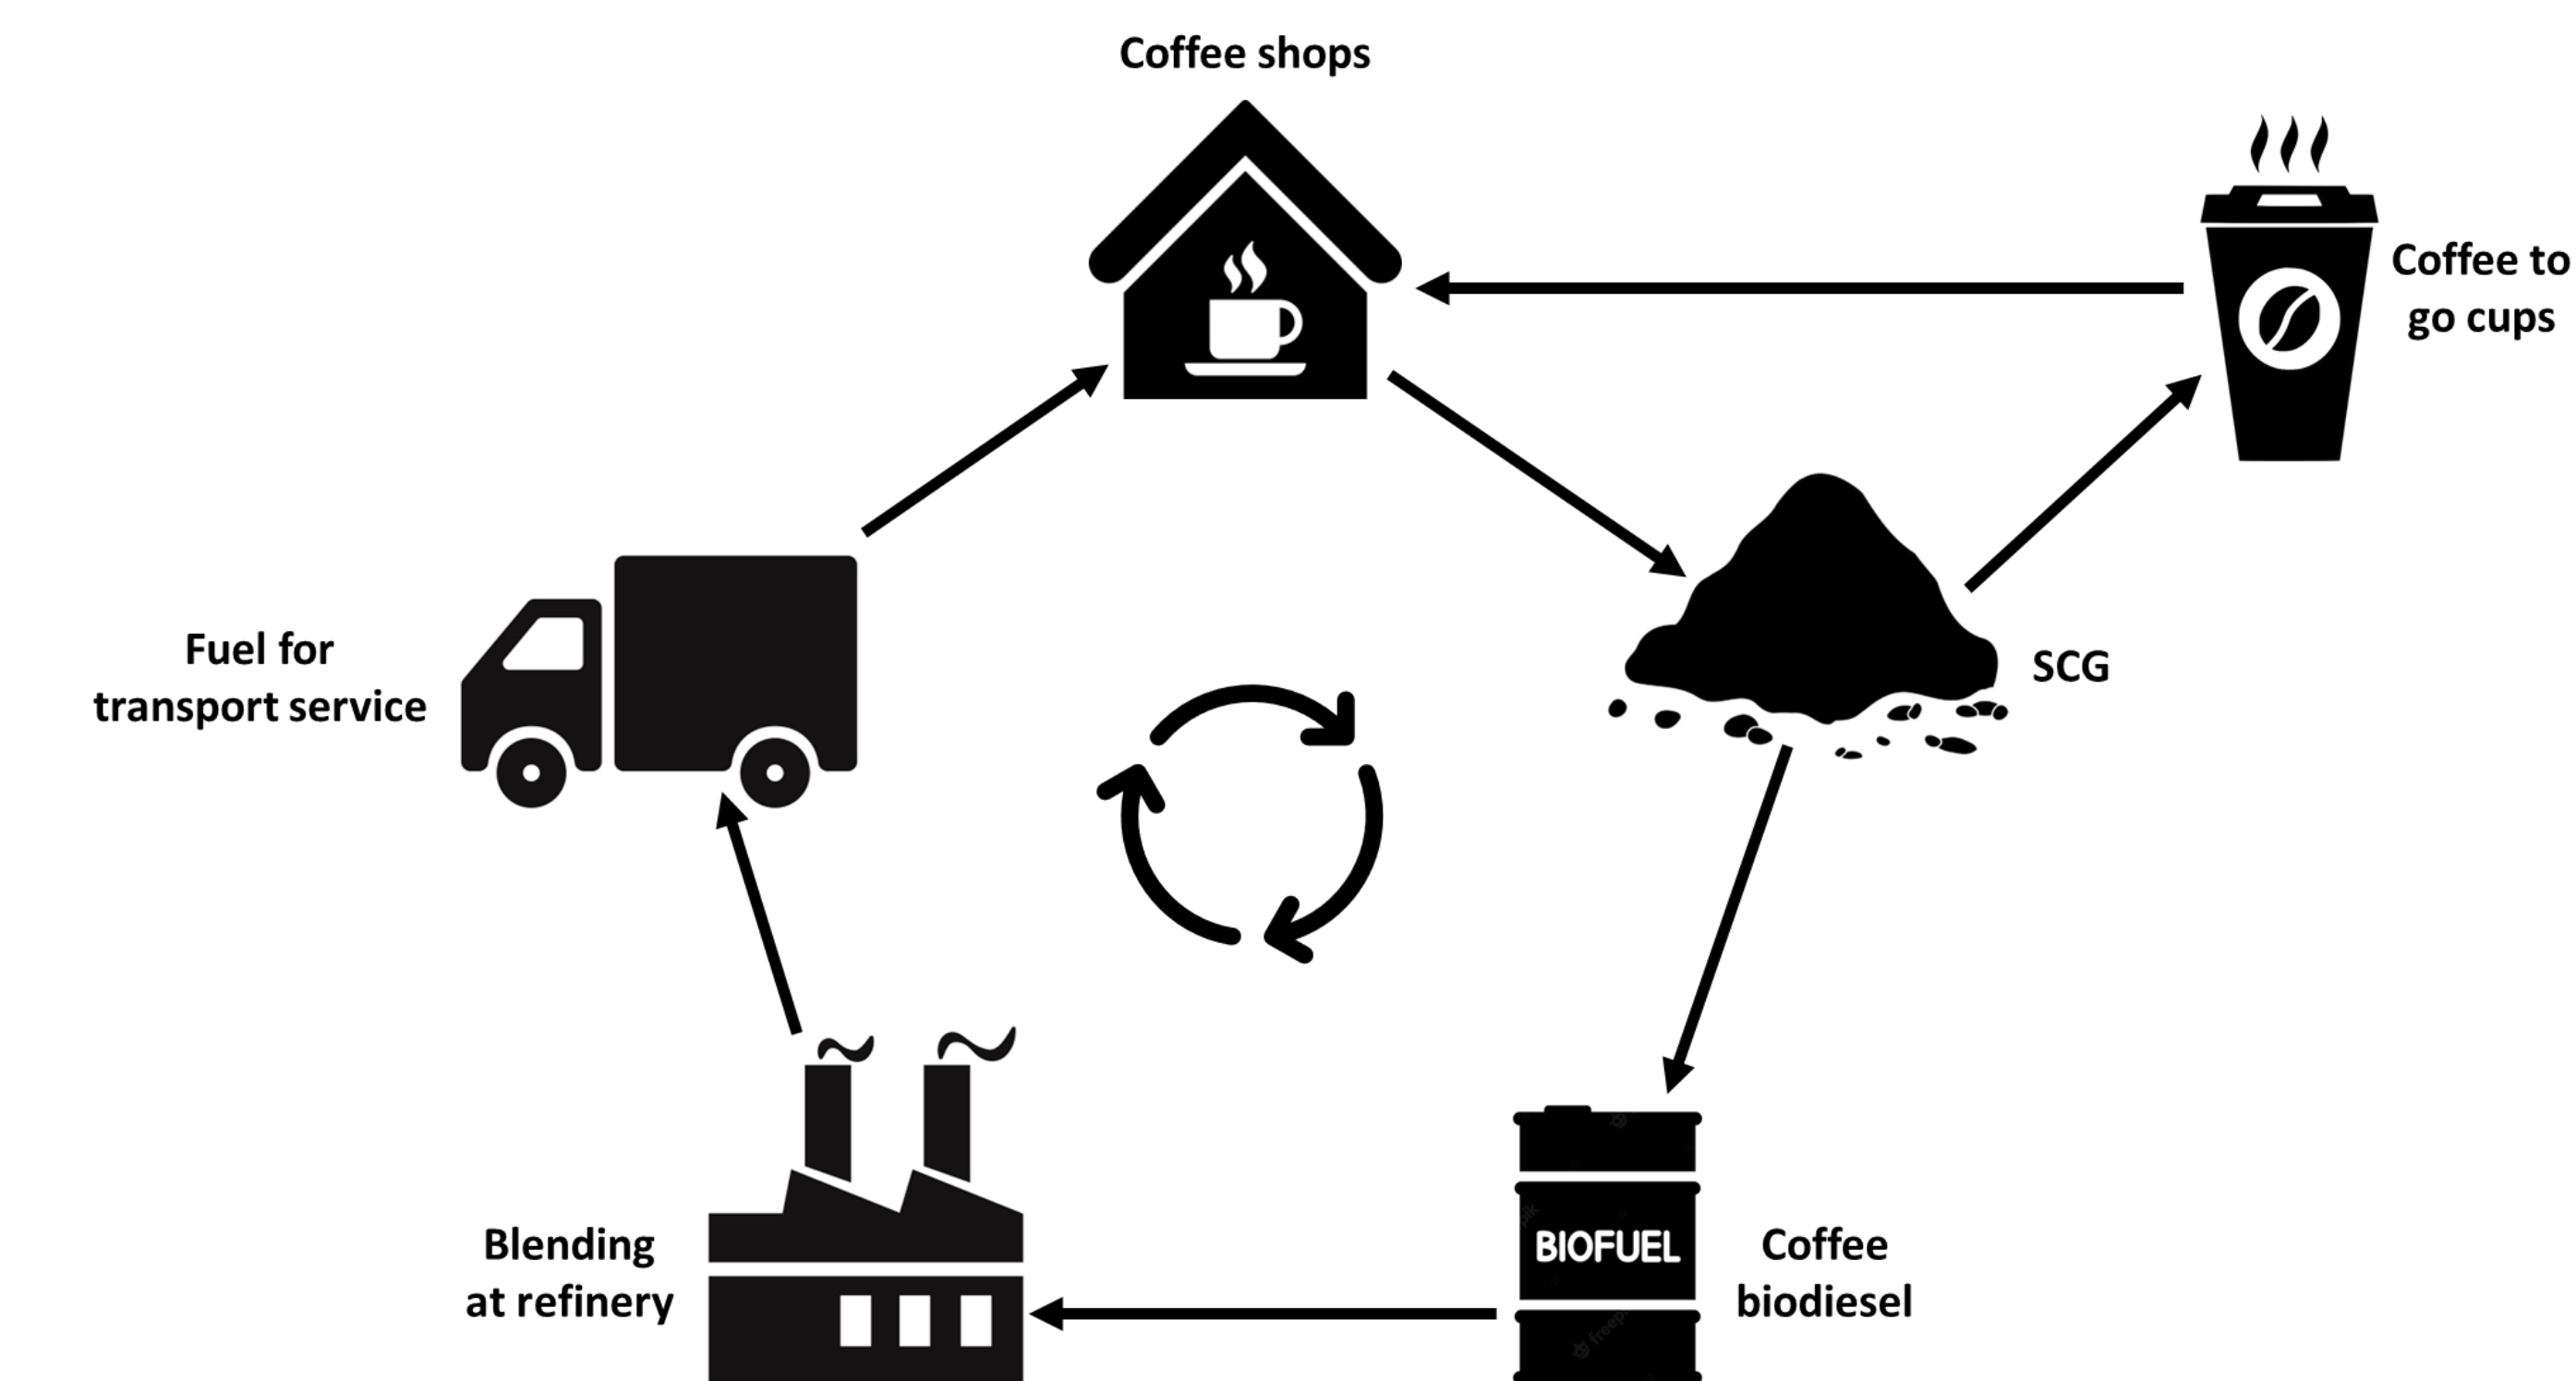 Coffee shops
Coffee to
go cups
Fuel for
transport service
SCG
BIOFUEL
Blending
at refinery
Coffee
biodiesel